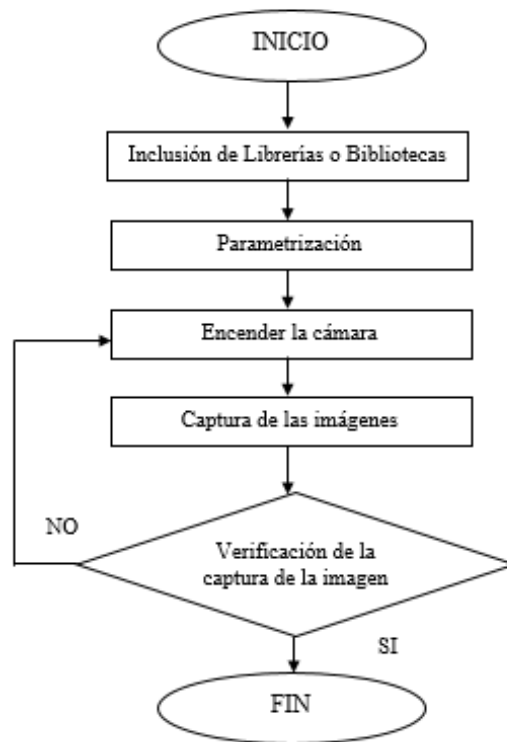 INICIO
Inclusión de Librerías o Bibliotecas
Parametrización
Encender la cámara
Captura de las imágenes
NO
Verificación de la
captura de la imagen
SI
FIN